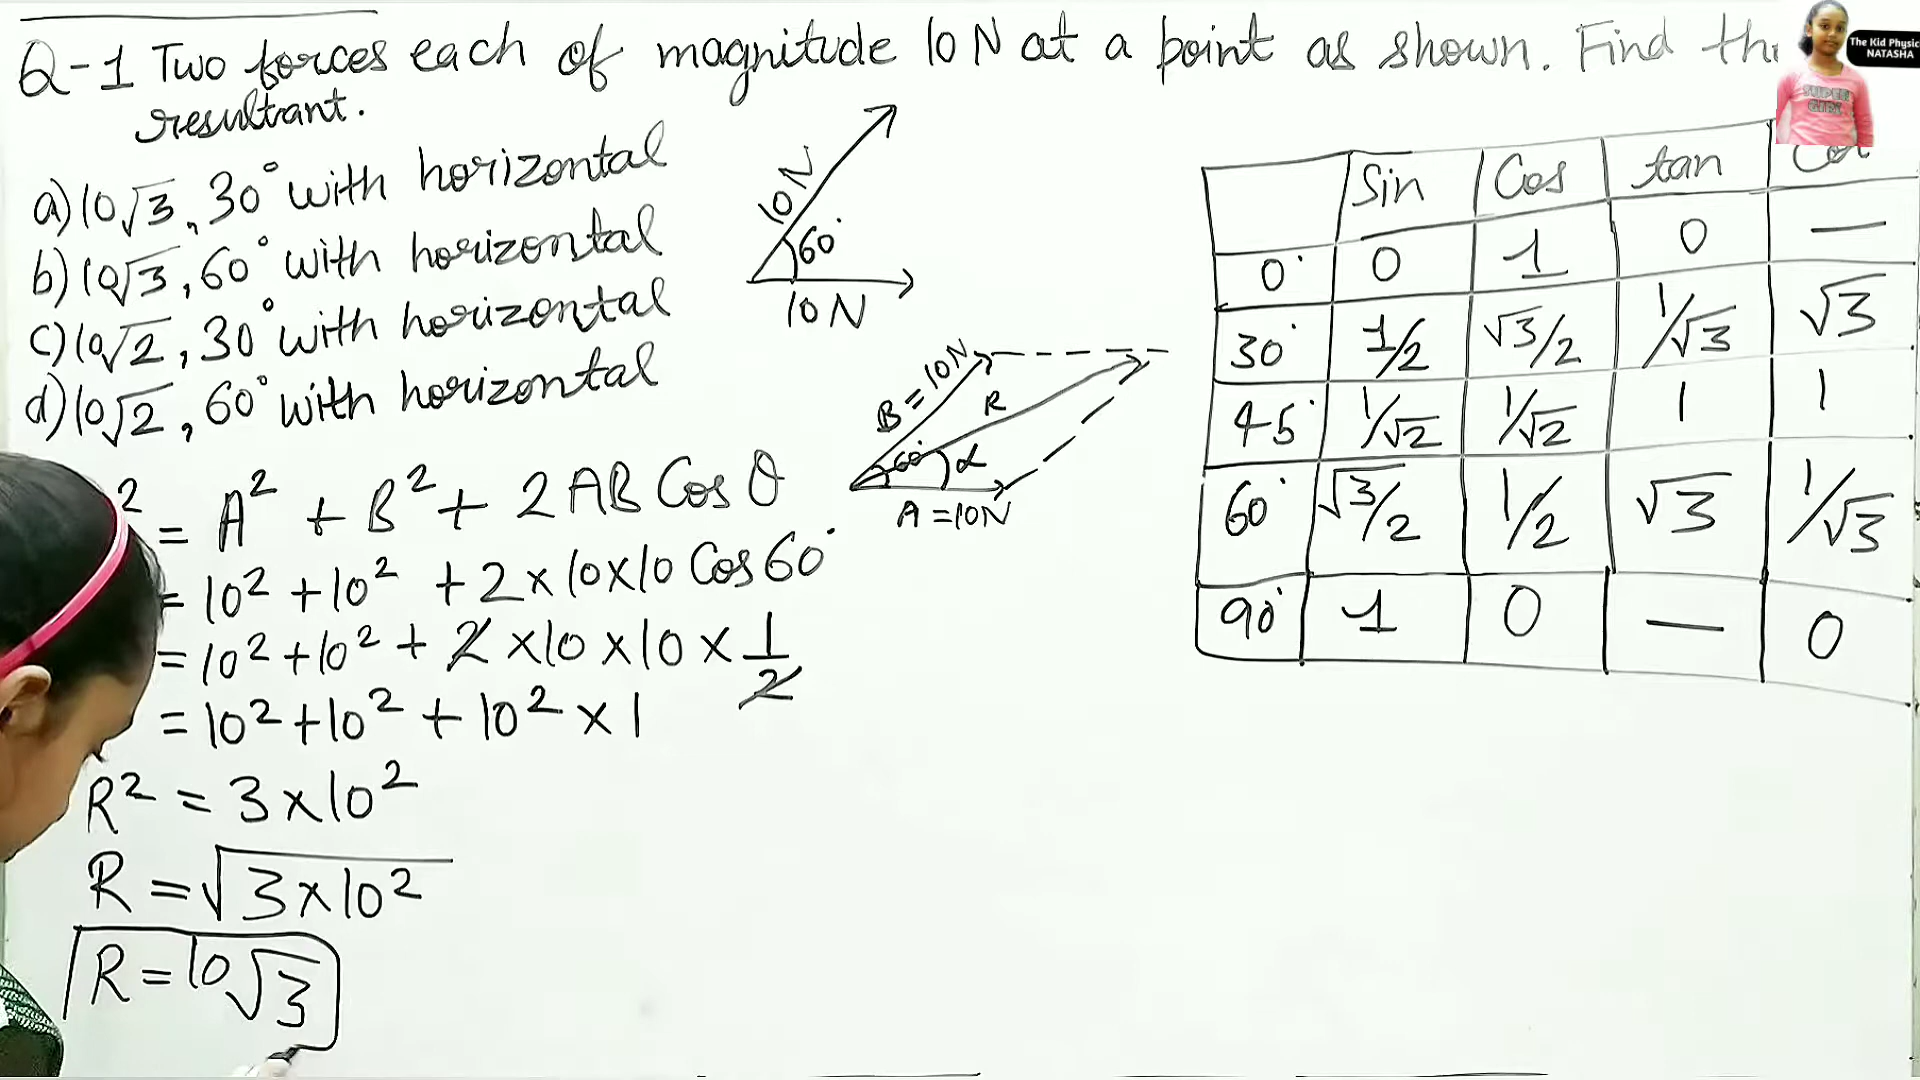 Q-1 Two forces each of magnitude 10 N at a point as shown. Find
resultant.
a) 10√3, 30° with horizontal
b) 10√3, 60° with horizontal
c) 10√2, 30° with horizontal
d) 10√2, 60° with horizontal
10 N
60°
10 N
B = 10N
R
60°
α
A = 10N
2 = A² + B² + 2 AB Cos θ
= 10² + 10² + 2 × 10 × 10 Cos 60°
= 10² + 10² + 2 × 10 × 10 × 1/2
= 10² + 10² + 10² × 1
R² = 3 × 10²
R = √3 × 10²
R = 10√3
Sin Cos tan
0° 0 1 0 —
30° 1/2 √3/2 1/√3 √3
45° 1/√2 1/√2 1 1
60° √3/2 1/2 √3 1/√3
90° 1 0 — 0
The Kid Physic
NATASHA
SUPER
GIRL